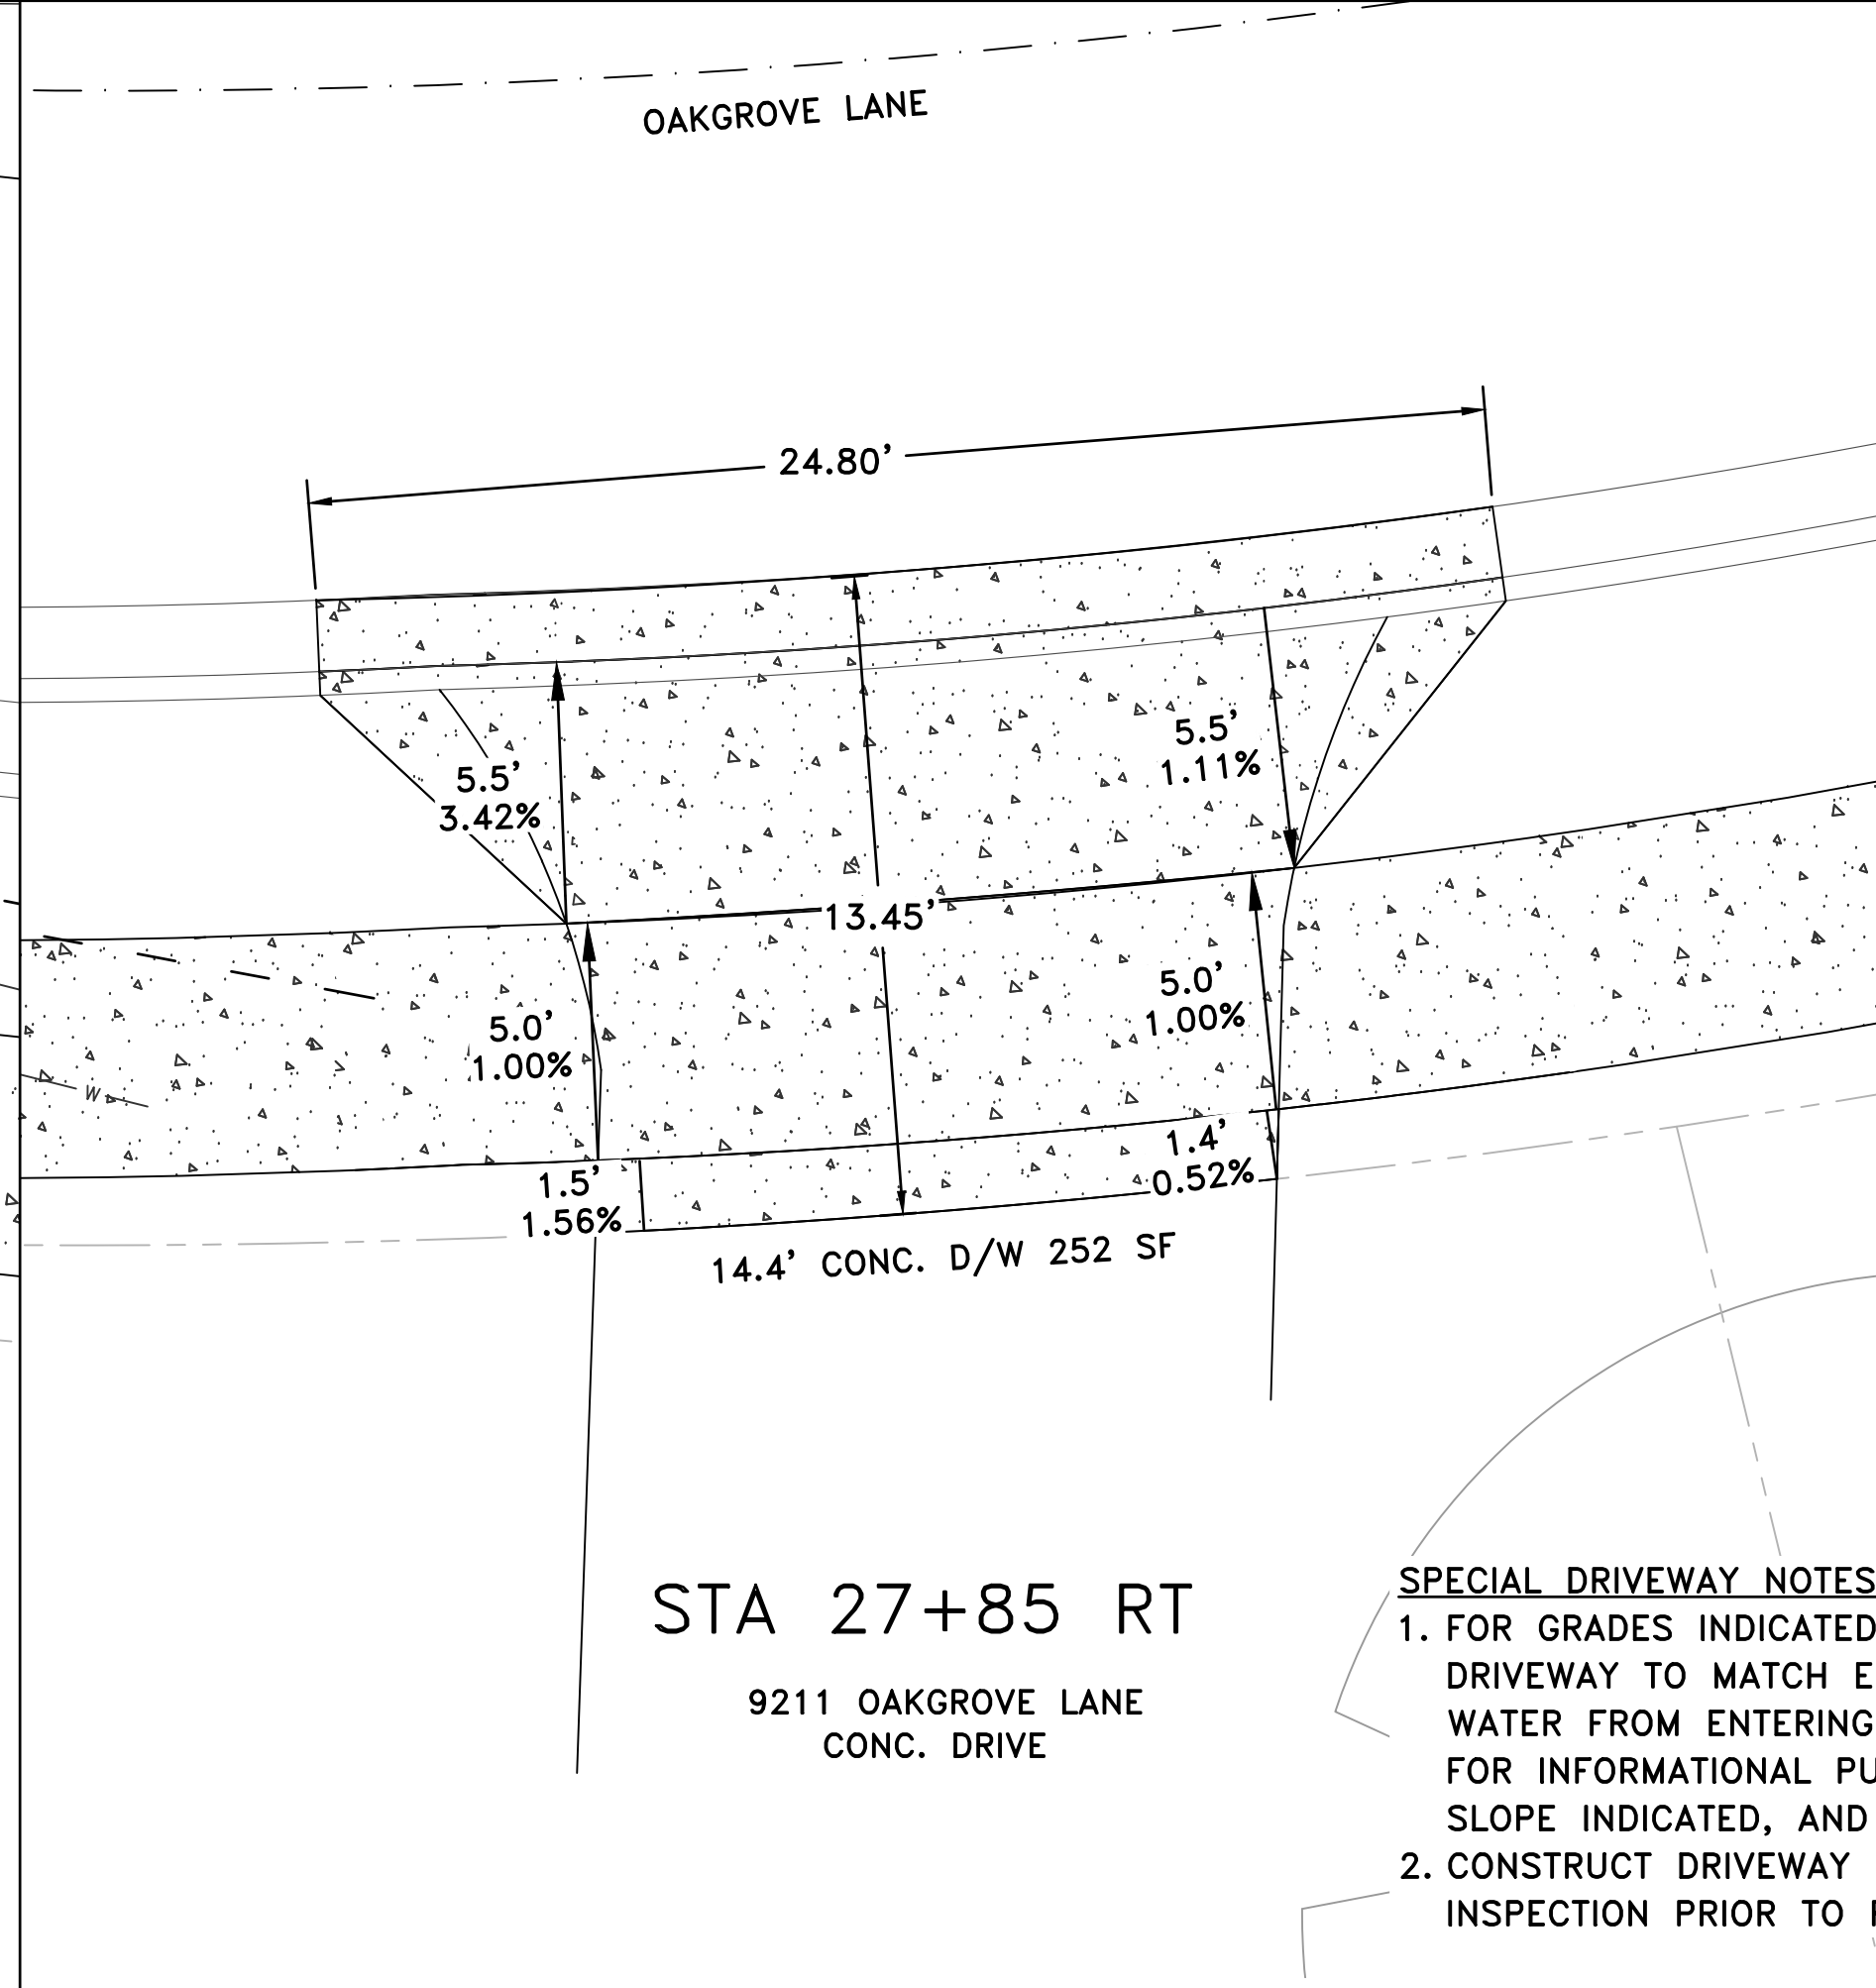 OAKGROVE LANE
24.80'
5.5'
1.11%
5.5'
3.42%
13.45'
5.0'
1.00%
5.0'
1.00%
W
1.4'
0.52%
1.5'
1.56%
14.4' CONC. D/W 252 SF
STA 27+85 RT
9211 OAKGROVE LANE
CONC. DRIVE
SPECIAL DRIVEWAY NOTES
1. FOR GRADES INDICATED
DRIVEWAY TO MATCH E
WATER FROM ENTERING
FOR INFORMATIONAL PU
SLOPE INDICATED, AND
2. CONSTRUCT DRIVEWAY
INSPECTION PRIOR TO